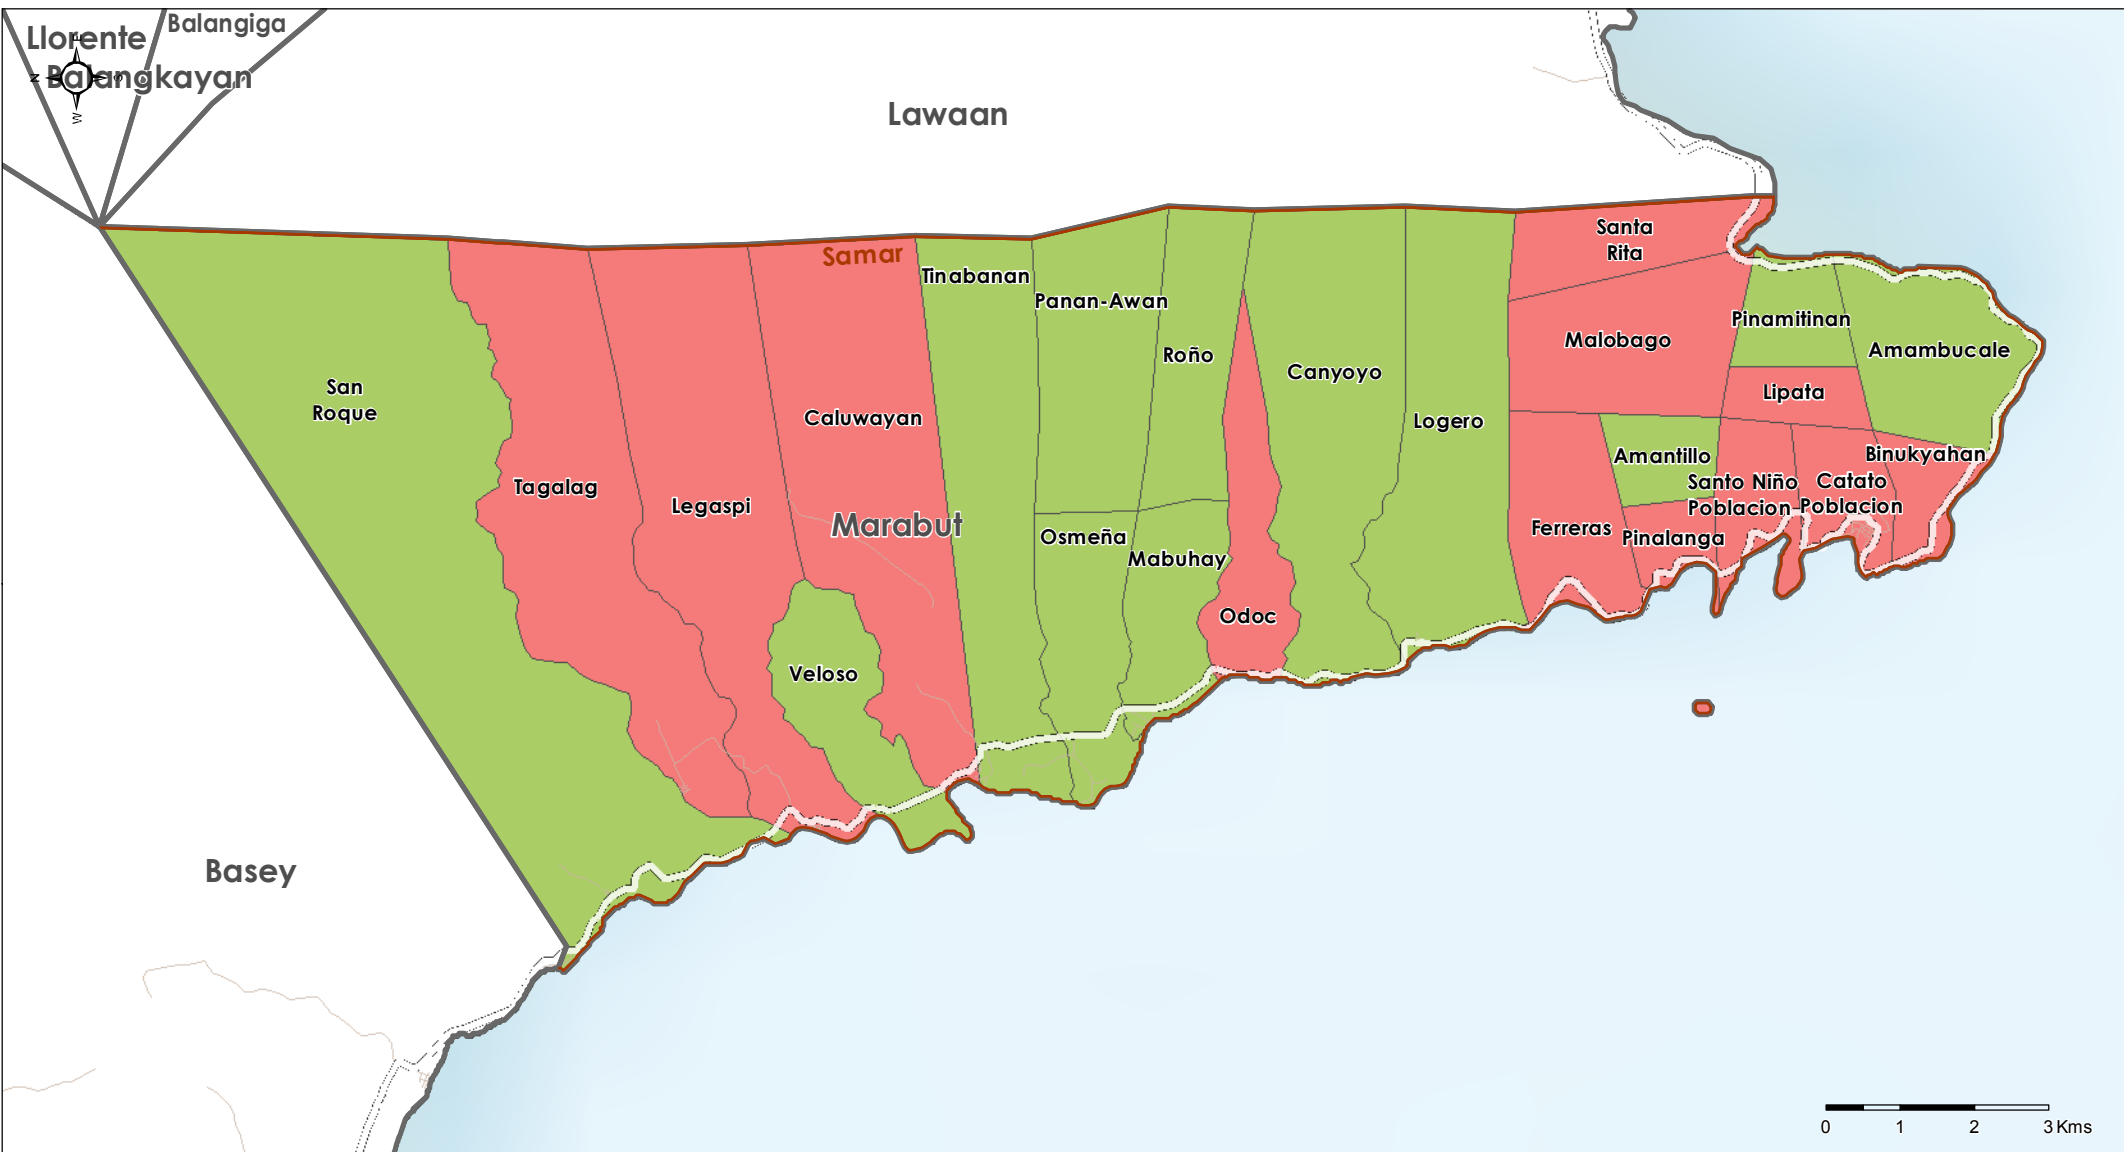 Balangiga
Llorente
E
N
S
Balangkayan
W
Lawaan
Santa
Rita
Samar
Tinabanan
Panan-Awan
Pinamitinan
Malobago
Amambucale
Roño
Canyoyo
San
Roque
Lipata
Caluwayan
Logero
Amantillo
Binukyahan
Tagalag
Santo Niño
Poblacion
Catato
Poblacion
Legaspi
Marabut
Ferreras
Osmeña
Pinalanga
Mabuhay
Odoc
Veloso
Basey
0 1 2 3 Kms